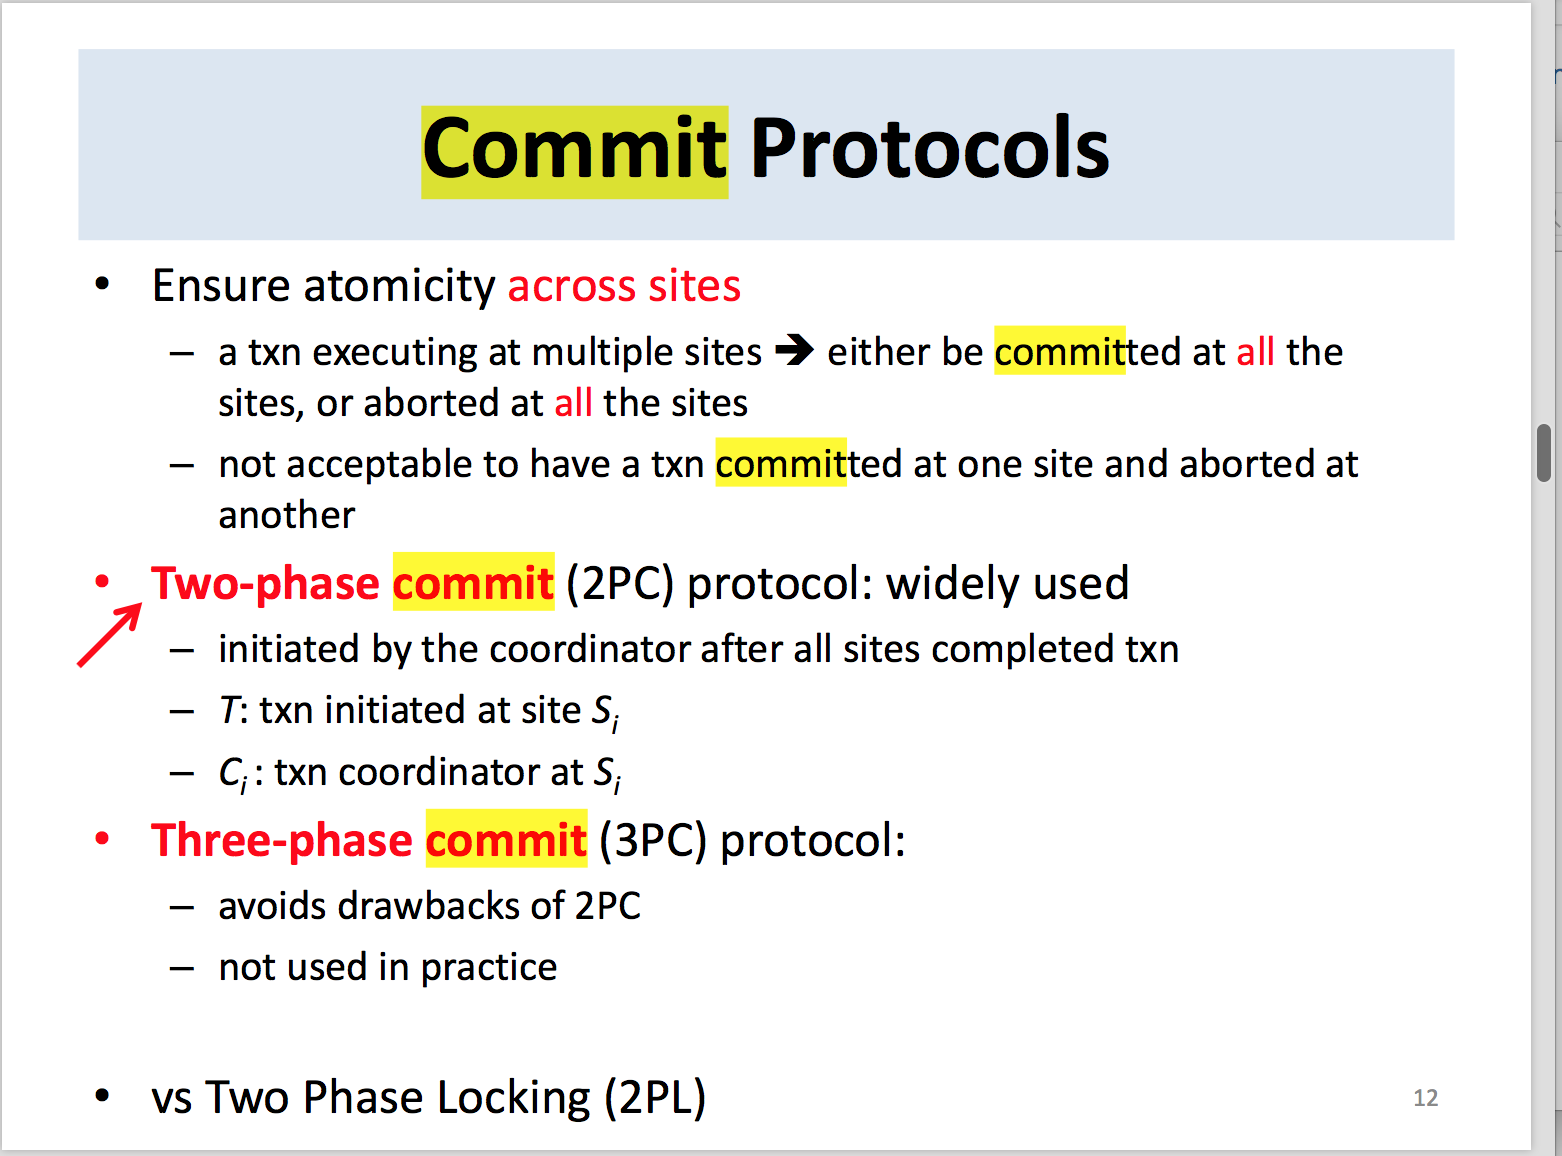 Commit Protocols
• Ensure atomicity across sites
– a txn executing at multiple sites ➔ either be committed at all the
sites, or aborted at all the sites
– not acceptable to have a txn committed at one site and aborted at
another
• Two-phase commit (2PC) protocol: widely used
– initiated by the coordinator after all sites completed txn
– T: txn initiated at site Si
– Ci : txn coordinator at Si
• Three-phase commit (3PC) protocol:
– avoids drawbacks of 2PC
– not used in practice
• vs Two Phase Locking (2PL)
12